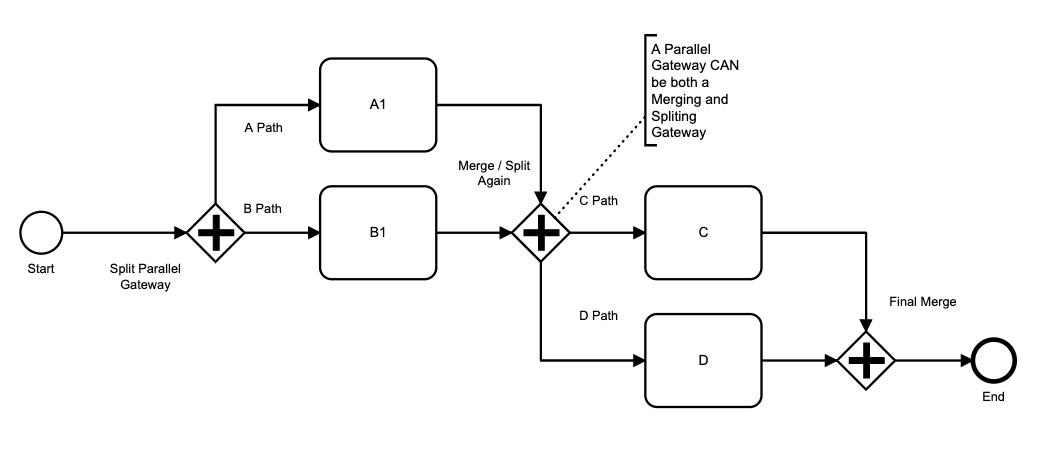 A Parallel
Gateway CAN
be both a
Merging and
Spliting
Gateway
A1
A Path
Merge / Split
Again
B Path
C Path
B1
C
Start
Split Parallel
Gateway
D Path
Final Merge
D
End